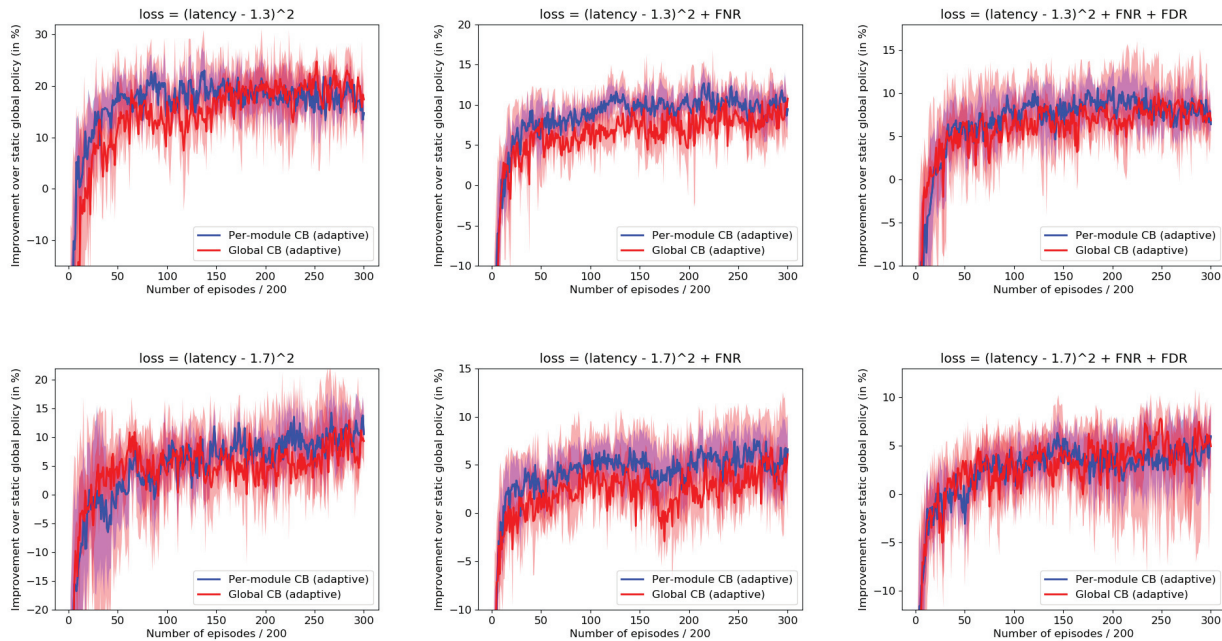 loss = (latency - 1.3)^2
Improvement over static global policy (in %)
30
20
10
0
−10
Per-module CB (adaptive)
Global CB (adaptive)
0 50 100 150 200 250 300
Number of episodes / 200
loss = (latency - 1.3)^2 + FNR
Improvement over static global policy (in %)
20
15
10
5
0
−5
−10
Per-module CB (adaptive)
Global CB (adaptive)
0 50 100 150 200 250 300
Number of episodes / 200
loss = (latency - 1.3)^2 + FNR + FDR
Improvement over static global policy (in %)
15
10
5
0
−5
−10
Per-module CB (adaptive)
Global CB (adaptive)
0 50 100 150 200 250 300
Number of episodes / 200
loss = (latency - 1.7)^2
Improvement over static global policy (in %)
20
15
10
5
0
−5
−10
−15
−20
Per-module CB (adaptive)
Global CB (adaptive)
0 50 100 150 200 250 300
Number of episodes / 200
loss = (latency - 1.7)^2 + FNR
Improvement over static global policy (in %)
15
10
5
0
−5
−10
Per-module CB (adaptive)
Global CB (adaptive)
0 50 100 150 200 250 300
Number of episodes / 200
loss = (latency - 1.7)^2 + FNR + FDR
Improvement over static global policy (in %)
10
5
0
−5
−10
Per-module CB (adaptive)
Global CB (adaptive)
0 50 100 150 200 250 300
Number of episodes / 200